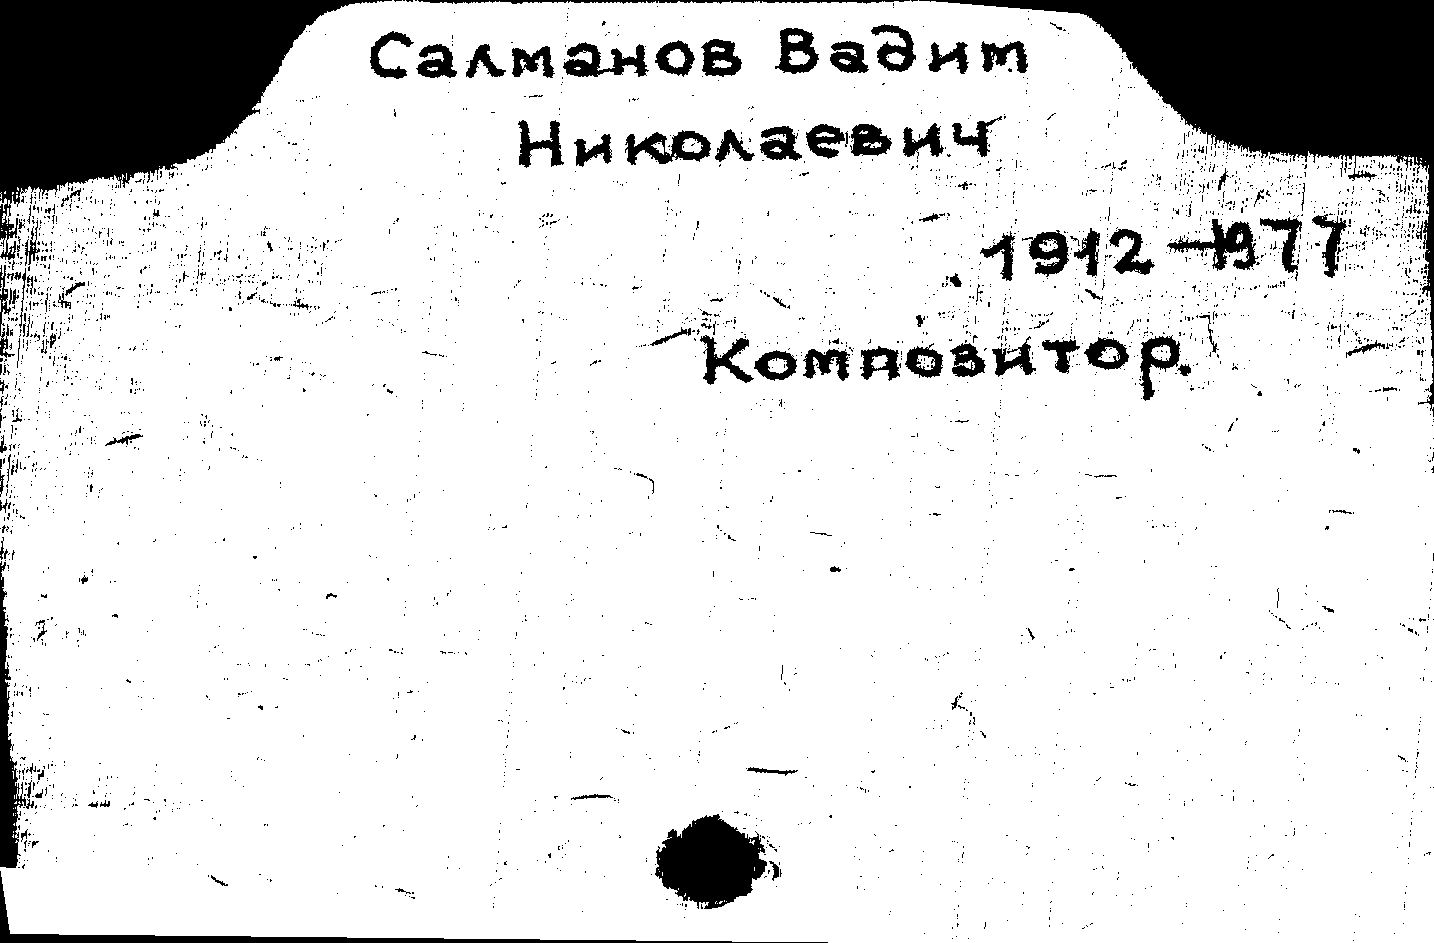 Салманов Вадим
Николаевич
1912-1977
Композитор.